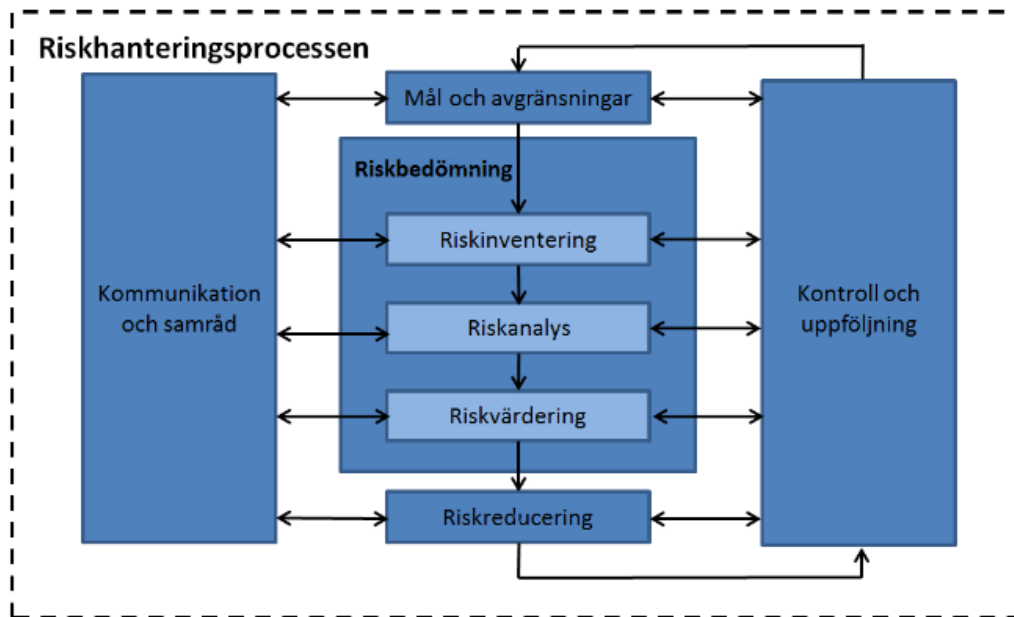 Riskhanteringsprocessen
Mål och avgränsningar
Riskbedömning
Riskinventering
Kommunikation
och samråd
Riskanalys
Kontroll och
uppföljning
Riskvärdering
Riskreducering